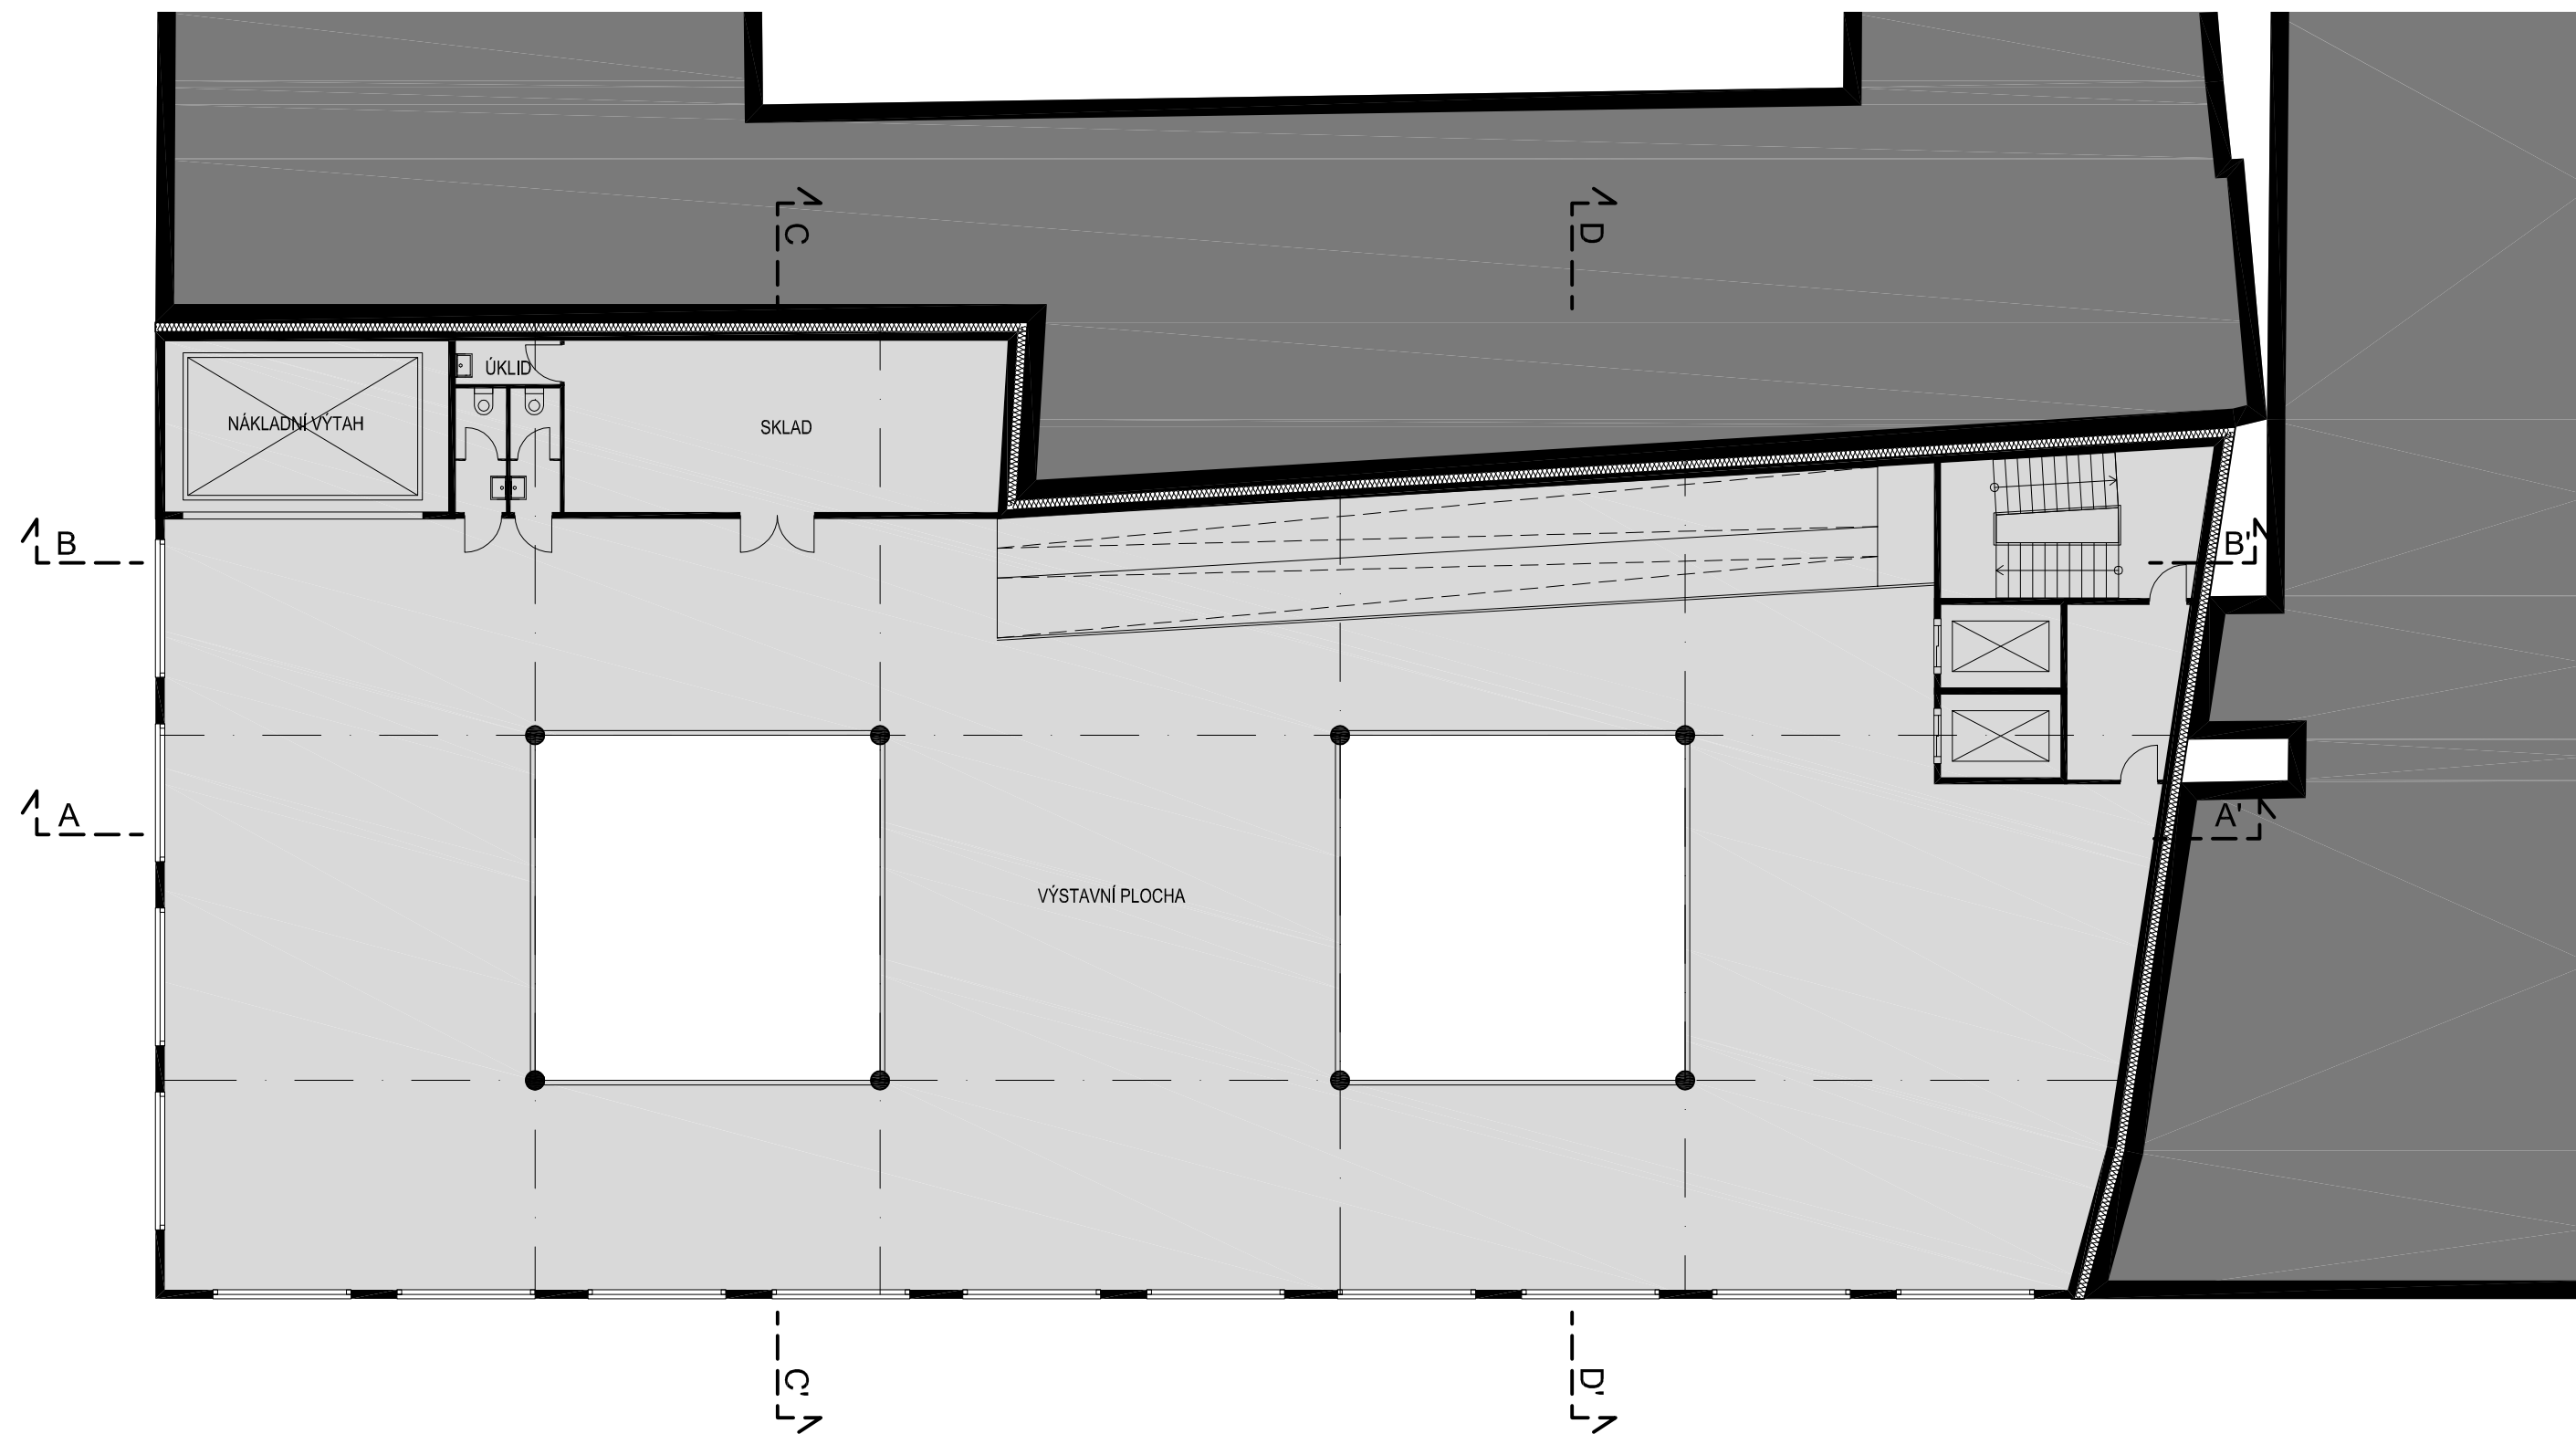 C
D
ÚKLID
NÁKLADNÍ VÝTAH
SKLAD
B
B'
A
A'
VÝSTAVNÍ PLOCHA
C'
D'